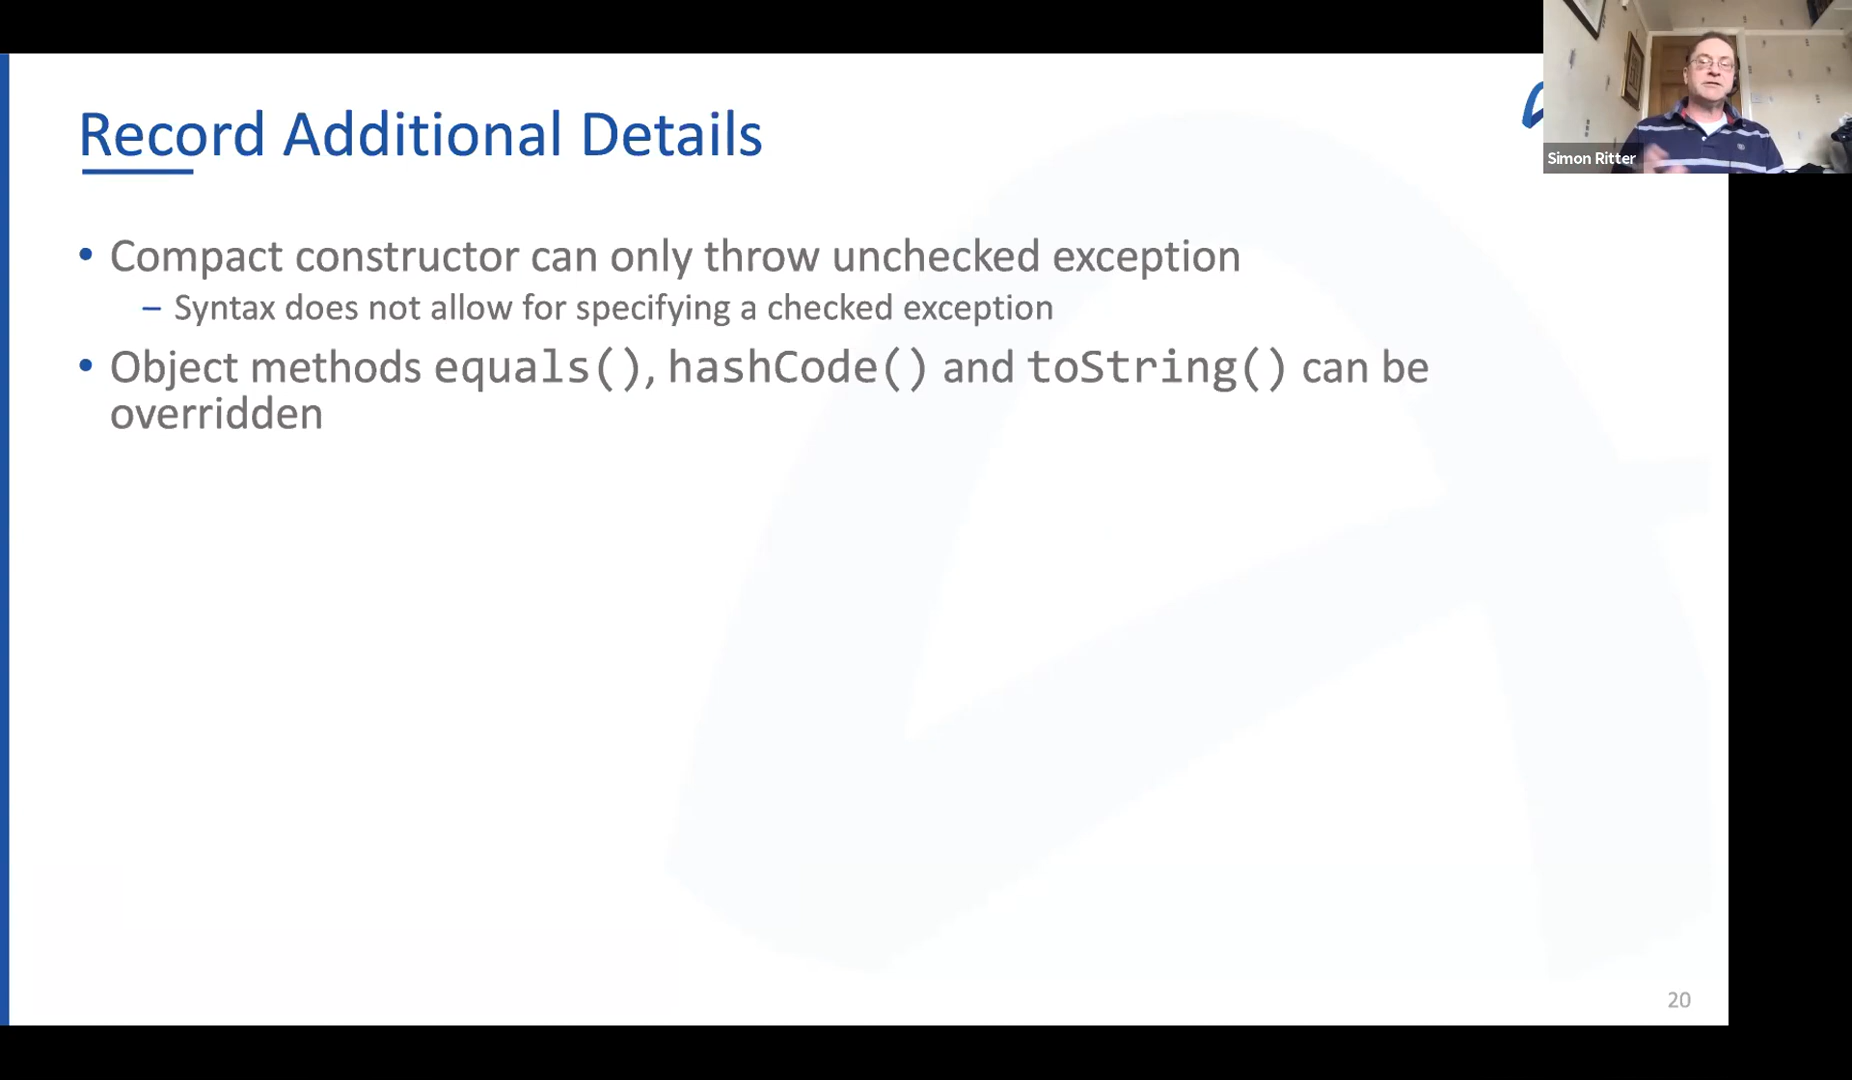 Record Additional Details
Simon Ritter
• Compact constructor can only throw unchecked exception
– Syntax does not allow for specifying a checked exception
• Object methods equals(), hashCode() and toString() can be
overridden
20